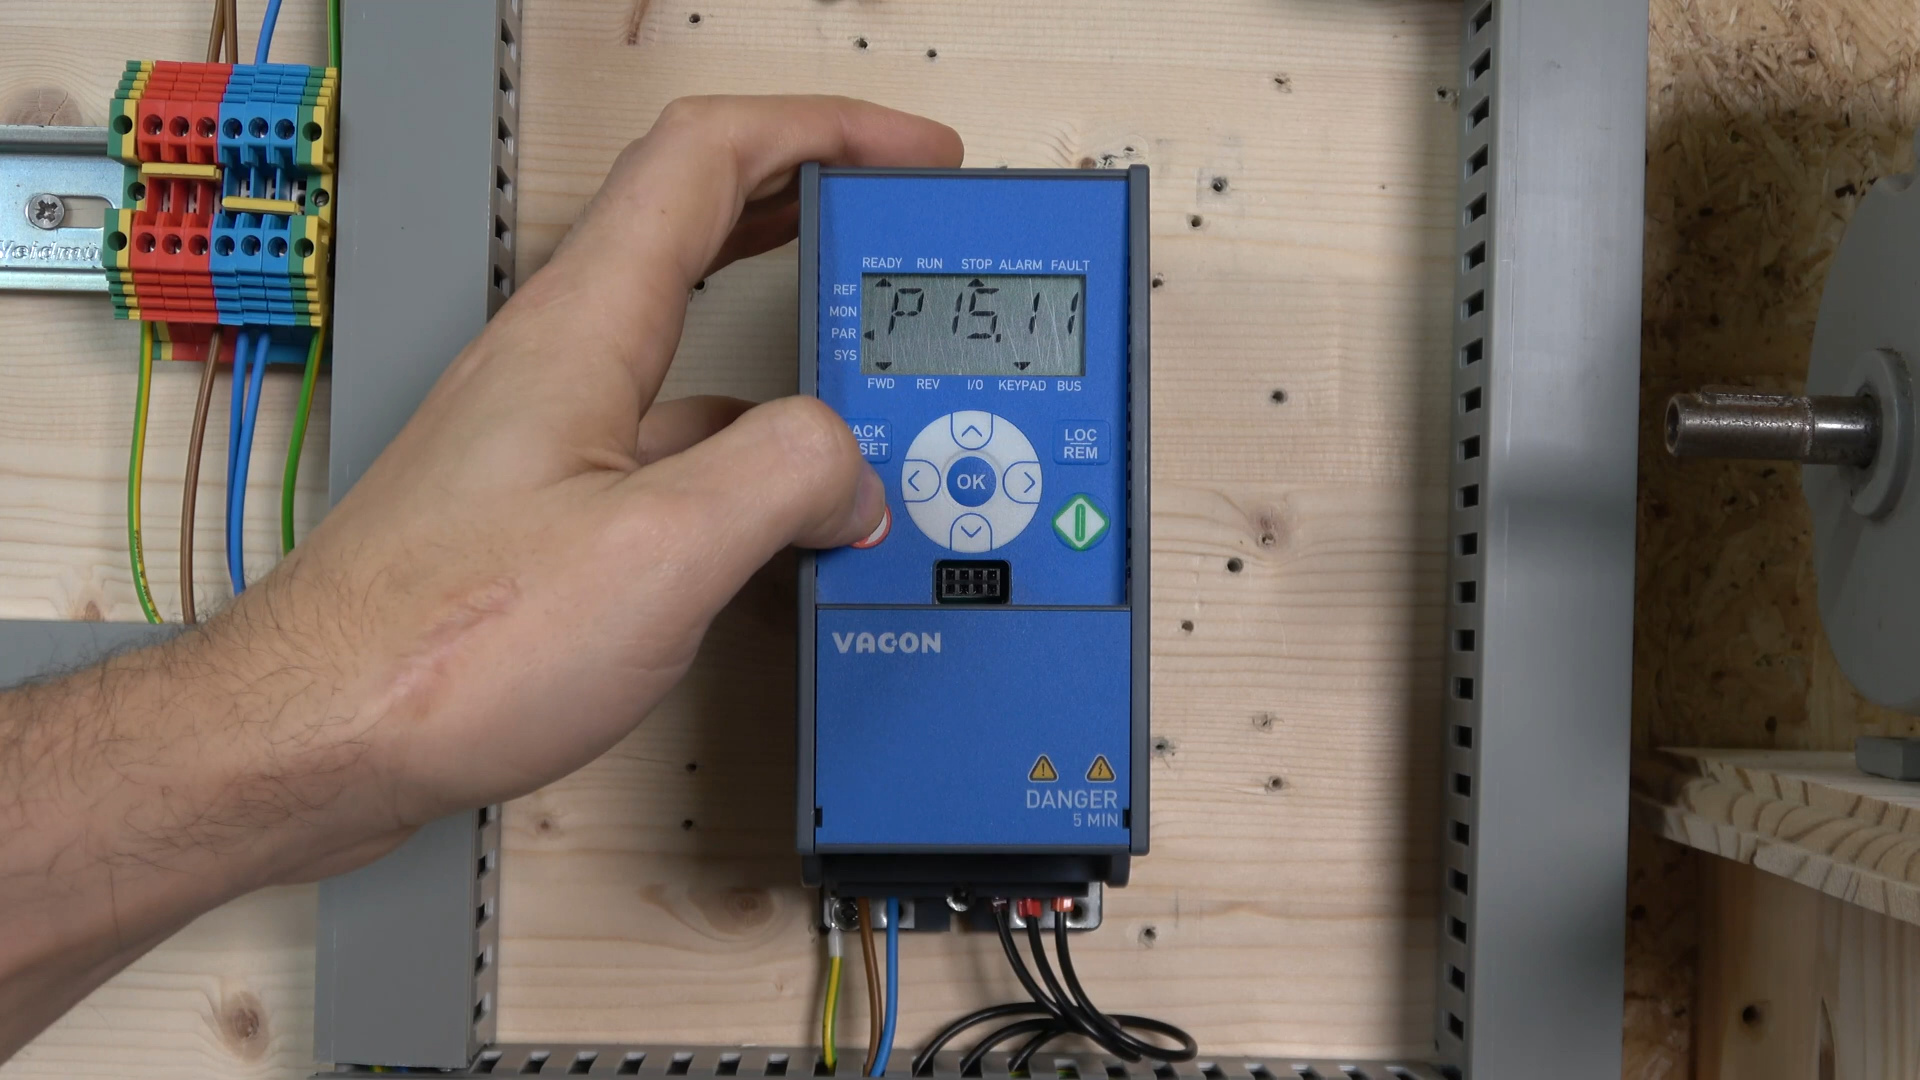 READY RUN STOP ALARM FAULT
REF
MON
PAR
SYS
P15.11
FWD REV I/O KEYPAD BUS
ACK
SET
LOC
REM
OK
VACON
DANGER
5 MIN